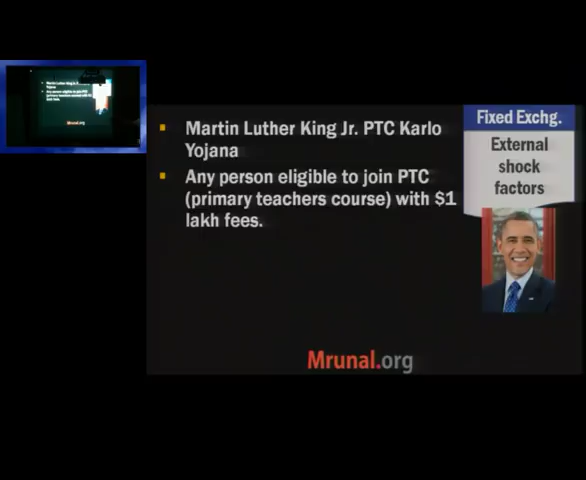 Martin Luther King Jr. PTC Karlo
Yojana
Any person eligible to join PTC
(primary teachers course) with $1
lakh fees.
Fixed Exchg.
External
shock
factors
Mrunal.org